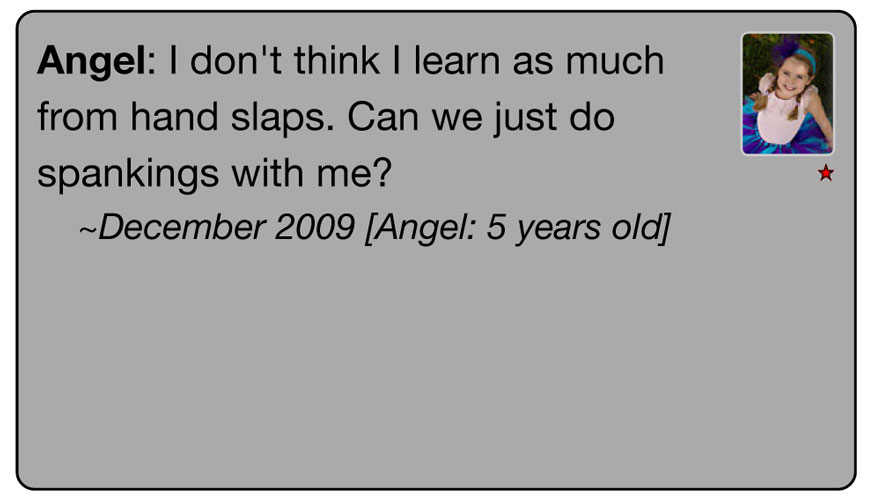 Angel: I don't think I learn as much
from hand slaps. Can we just do
spankings with me?
~December 2009 [Angel: 5 years old]